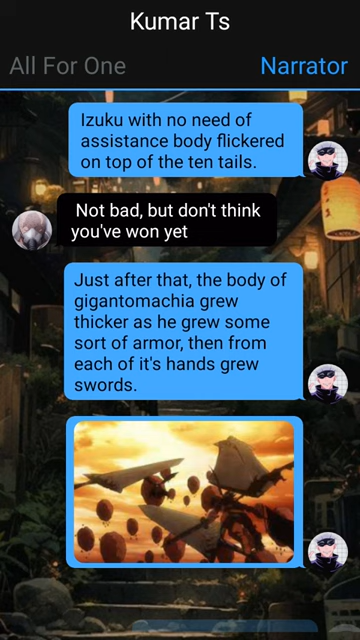 Kumar Ts
All For One
Narrator
Izuku with no need of
assistance body flickered
on top of the ten tails.
Not bad, but don't think
you've won yet
Just after that, the body of
gigantomachia grew
thicker as he grew some
sort of armor, then from
each of it's hands grew
swords.